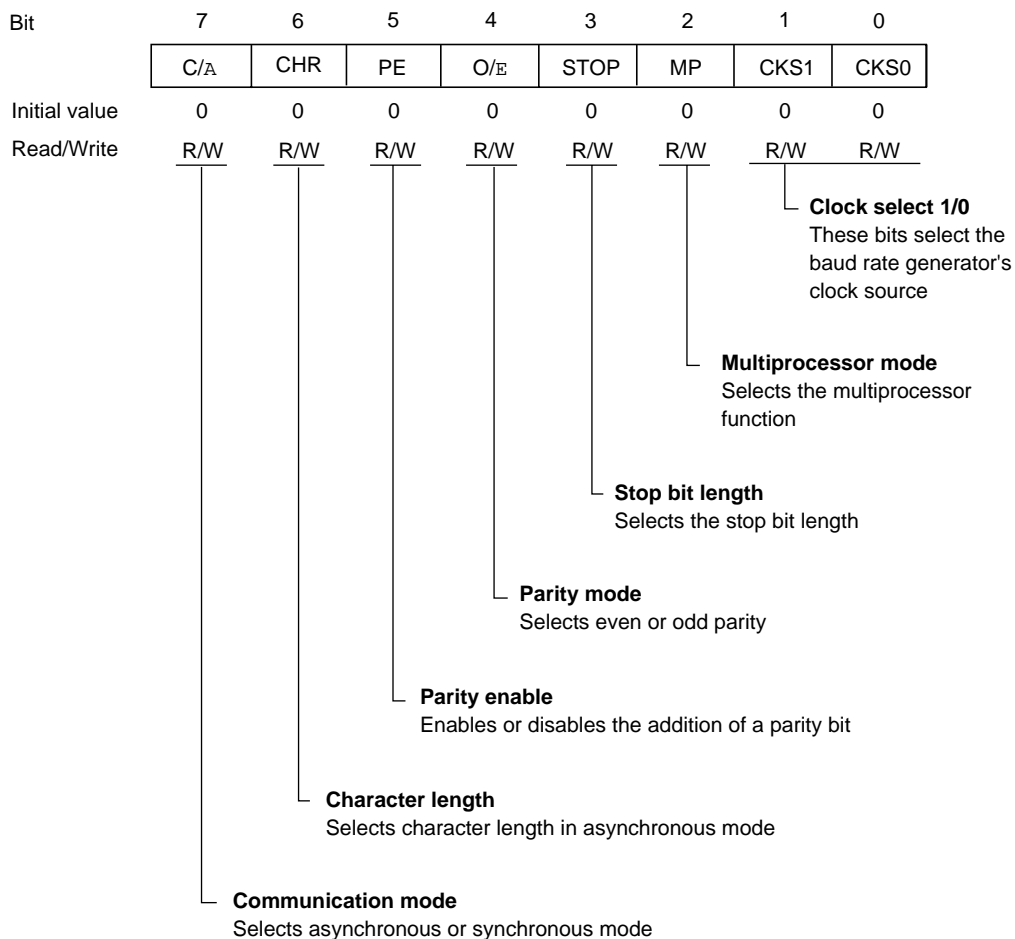 Bit 7 6 5 4 3 2 1 0
C/A CHR PE O/E STOP MP CKS1 CKS0
Initial value 0 0 0 0 0 0 0 0
Read/Write R/W R/W R/W R/W R/W R/W R/W R/W
Clock select 1/0
These bits select the
baud rate generator's
clock source
Multiprocessor mode
Selects the multiprocessor
function
Stop bit length
Selects the stop bit length
Parity mode
Selects even or odd parity
Parity enable
Enables or disables the addition of a parity bit
Character length
Selects character length in asynchronous mode
Communication mode
Selects asynchronous or synchronous mode